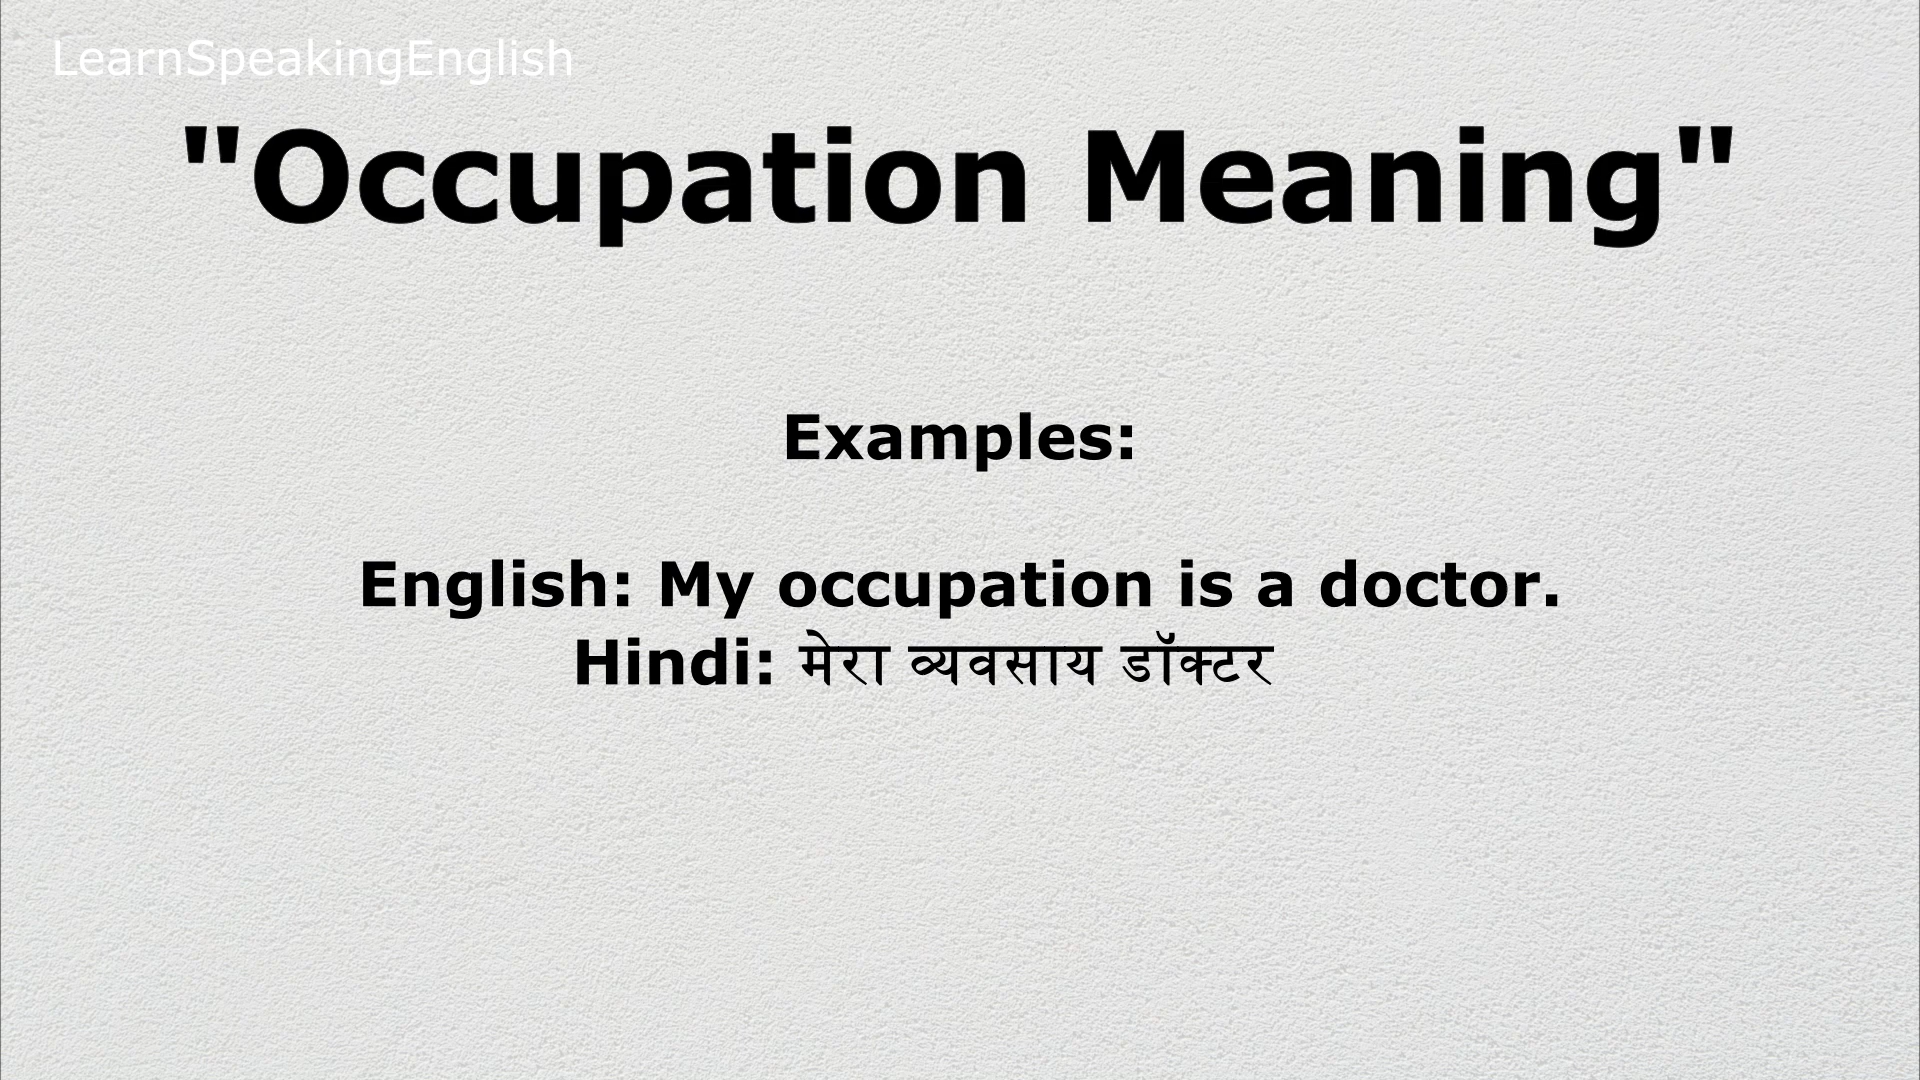 LearnSpeakingEnglish
"Occupation Meaning"
Examples:
English: My occupation is a doctor.
Hindi: मेरा व्यवसाय डॉक्टर